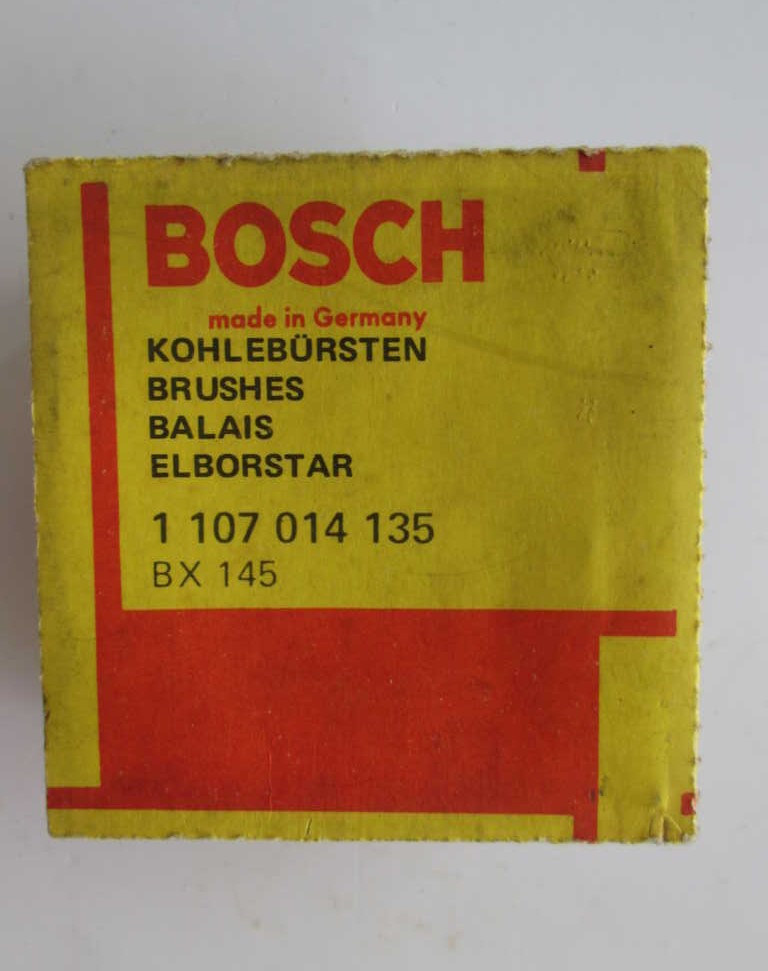 BOSCH
made in Germany
KOHLEBÜRSTEN
BRUSHES
BALAIS
ELBORSTAR
1 107 014 135
BX 145